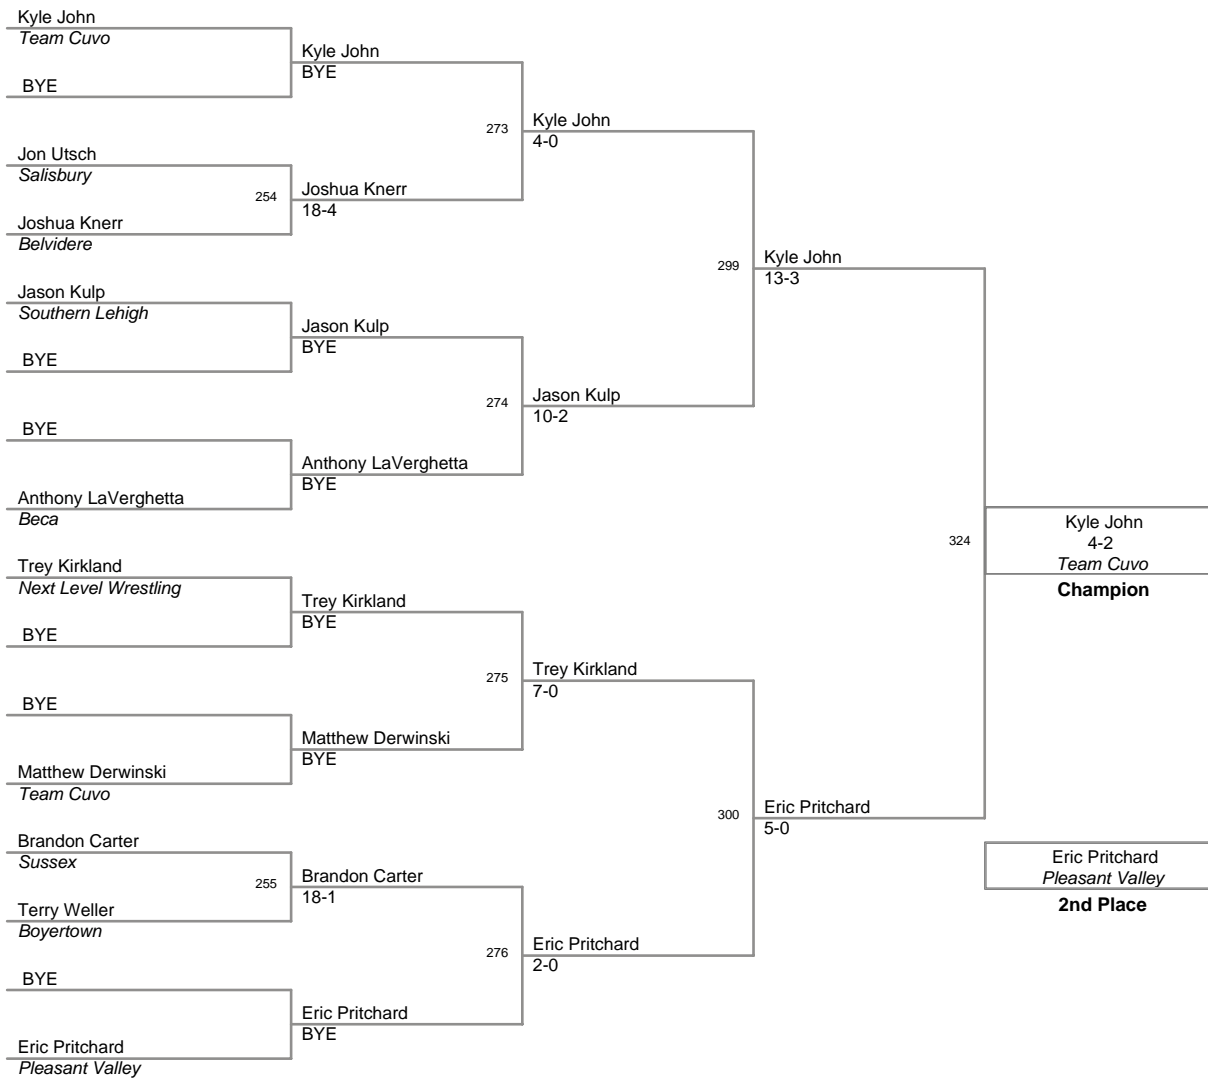 Kyle John
Team Cuvo
BYE
Jon Utsch
Salisbury
254
Joshua Knerr
Belvidere
Jason Kulp
Southern Lehigh
BYE
BYE
Anthony LaVerghetta
Beca
Trey Kirkland
Next Level Wrestling
BYE
BYE
Matthew Derwinski
Team Cuvo
Brandon Carter
Sussex
255
Terry Weller
Boyertown
BYE
Eric Pritchard
Pleasant Valley
Kyle John
BYE
273
Joshua Knerr
18-4
Jason Kulp
BYE
274
Anthony LaVerghetta
BYE
Trey Kirkland
BYE
275
Matthew Derwinski
BYE
Brandon Carter
18-1
276
Eric Pritchard
BYE
Kyle John
4-0
299
Jason Kulp
10-2
Trey Kirkland
7-0
300
Eric Pritchard
2-0
Kyle John
13-3
324
Eric Pritchard
5-0
Kyle John
4-2
Team Cuvo
Champion
Eric Pritchard
Pleasant Valley
2nd Place